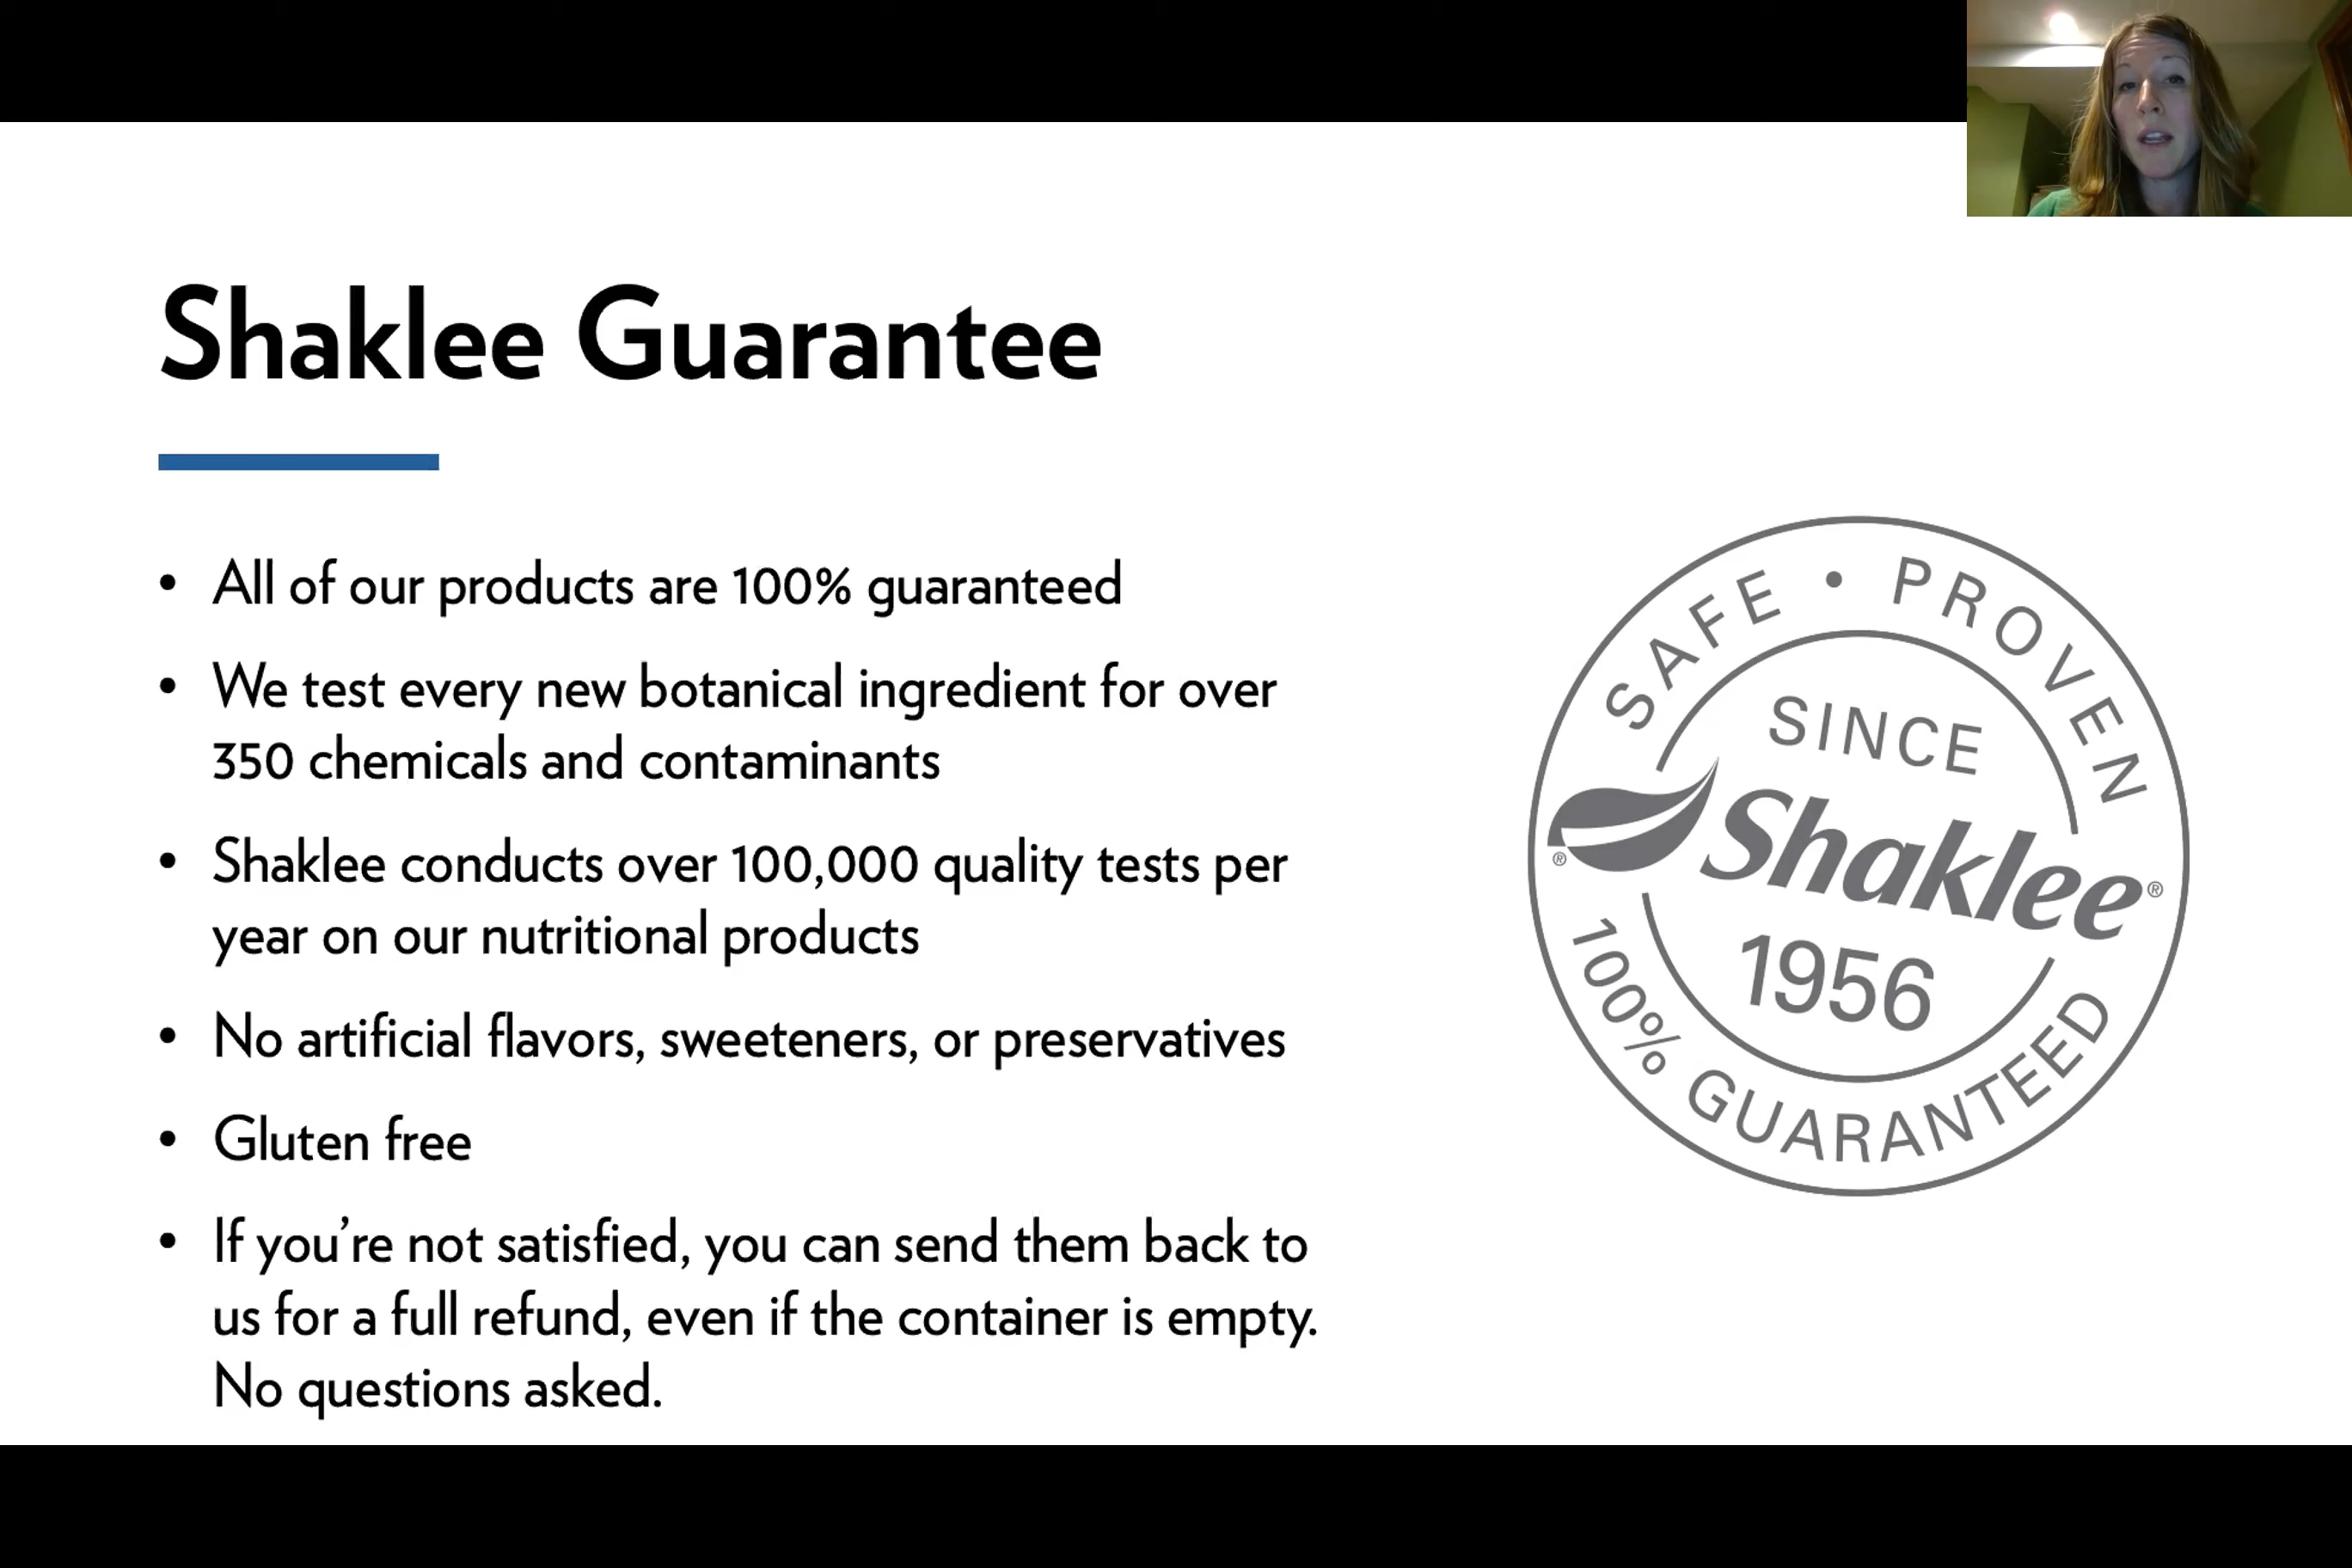 Shaklee Guarantee
• All of our products are 100% guaranteed
• We test every new botanical ingredient for over
350 chemicals and contaminants
• Shaklee conducts over 100,000 quality tests per
year on our nutritional products
• No artificial flavors, sweeteners, or preservatives
• Gluten free
• If you’re not satisfied, you can send them back to
us for a full refund, even if the container is empty.
No questions asked.
SAFE • PROVEN
SINCE
® Shaklee®
1956
100% GUARANTEED